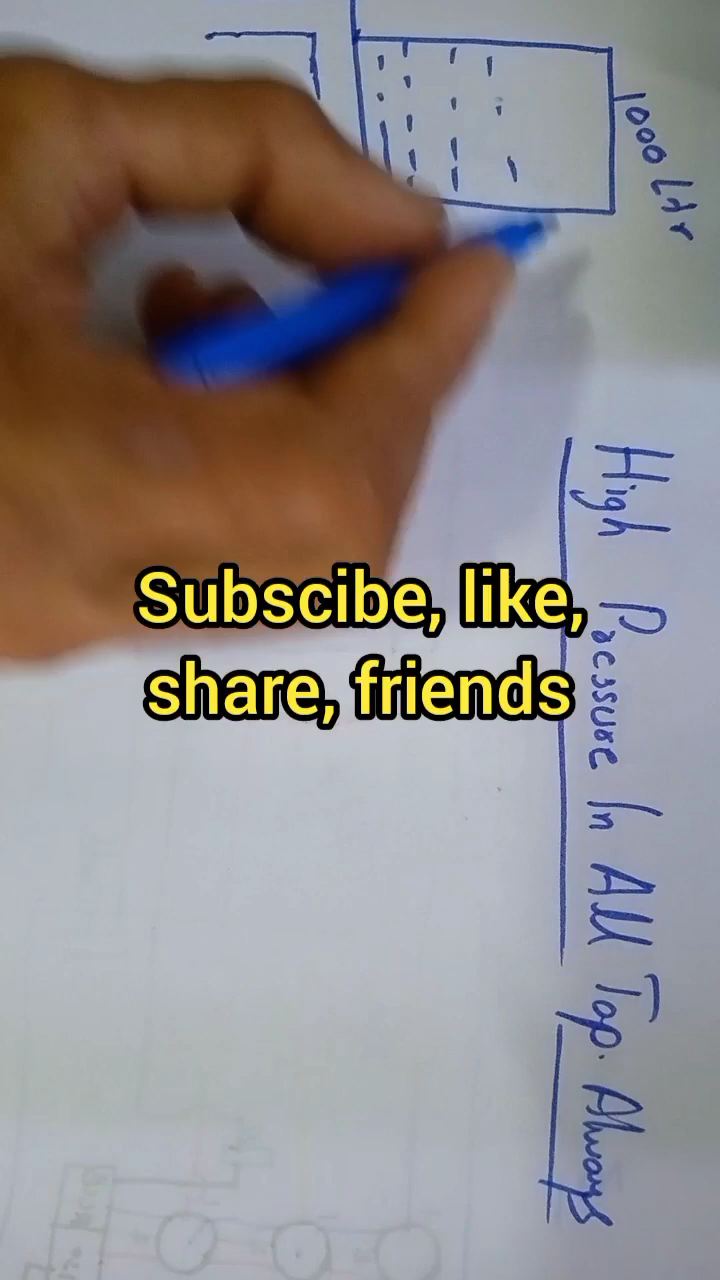 1000 Ltr
High Pressure In All Tap. Always
Subscibe, like,
share, friends